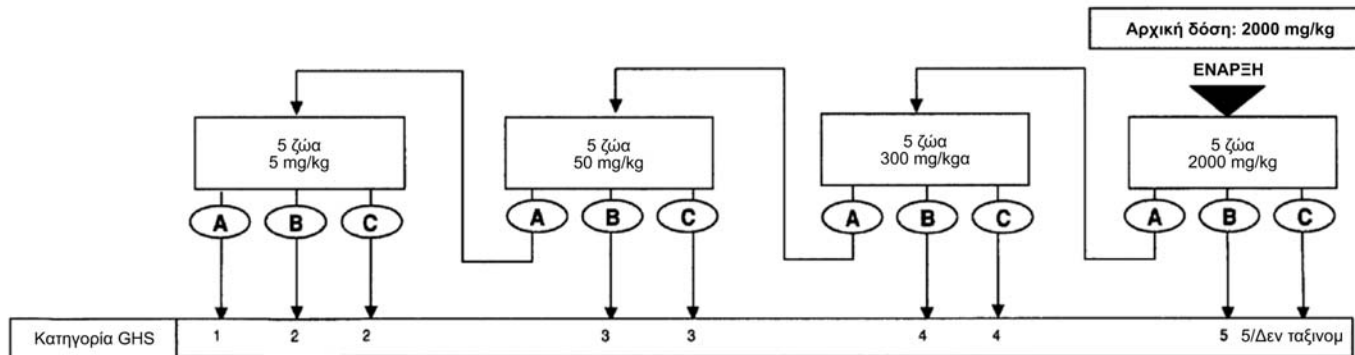 Αρχική δόση: 2000 mg/kg
ΕΝΑΡΞΗ
5 ζώα
5 mg/kg
5 ζώα
50 mg/kg
5 ζώα
300 mg/kgα
5 ζώα
2000 mg/kg
A B C A B C A B C A B C
Κατηγορία GHS 1 2 2 3 3 4 4 5 5/Δεν ταξινομ